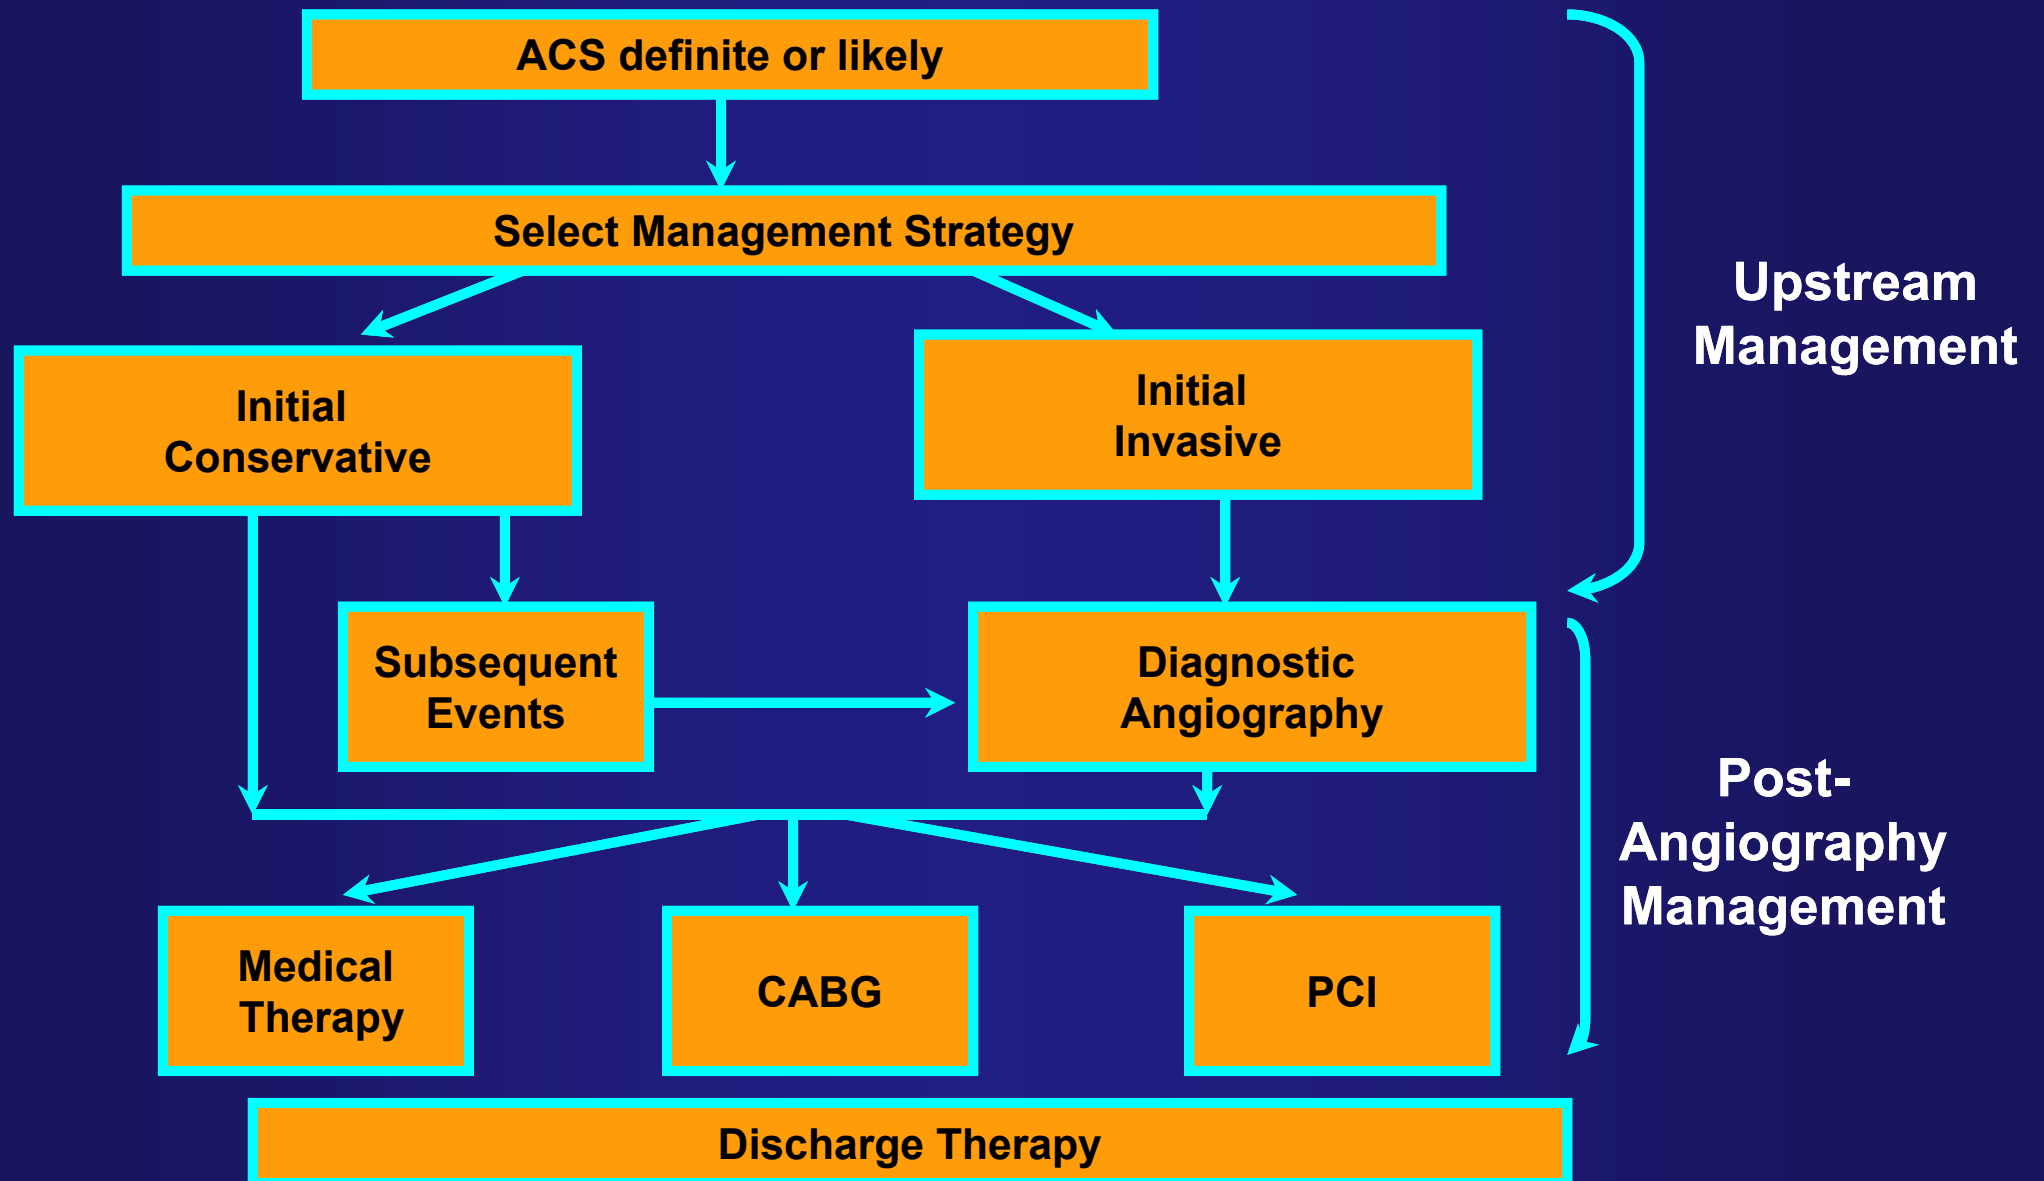 ACS definite or likely
Select Management Strategy
Upstream
Management
Initial
Conservative
Initial
Invasive
Subsequent
Events
Diagnostic
Angiography
Post-
Angiography
Management
Medical
Therapy
CABG
PCI
Discharge Therapy